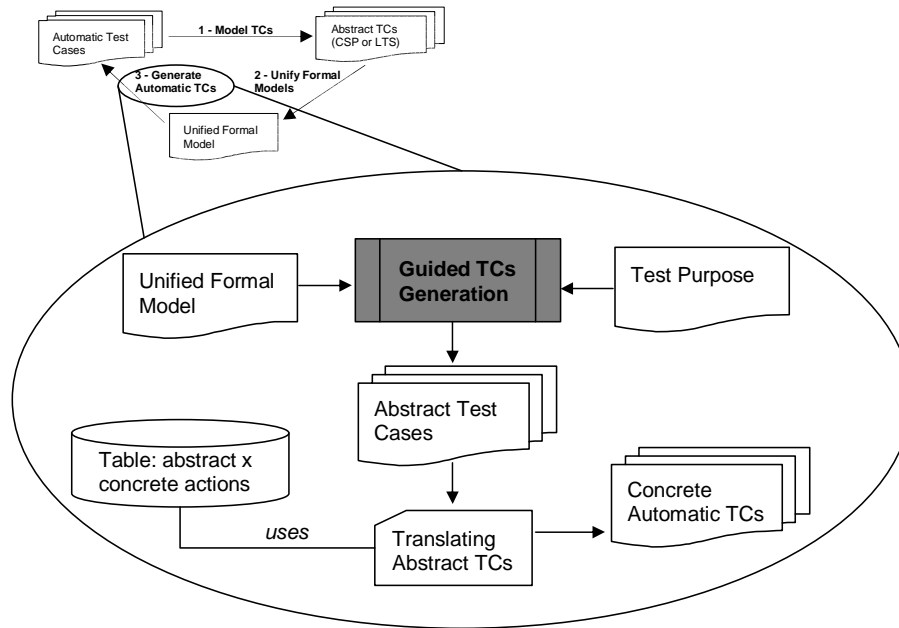 Automatic Test
Cases
1 - Model TCs
Abstract TCs
(CSP or LTS)
3 - Generate
Automatic TCs
2 - Unify Formal
Models
Unified Formal
Model
Unified Formal
Model
Guided TCs
Generation
Test Purpose
Abstract Test
Cases
Table: abstract x
concrete actions
uses
Translating
Abstract TCs
Concrete
Automatic TCs